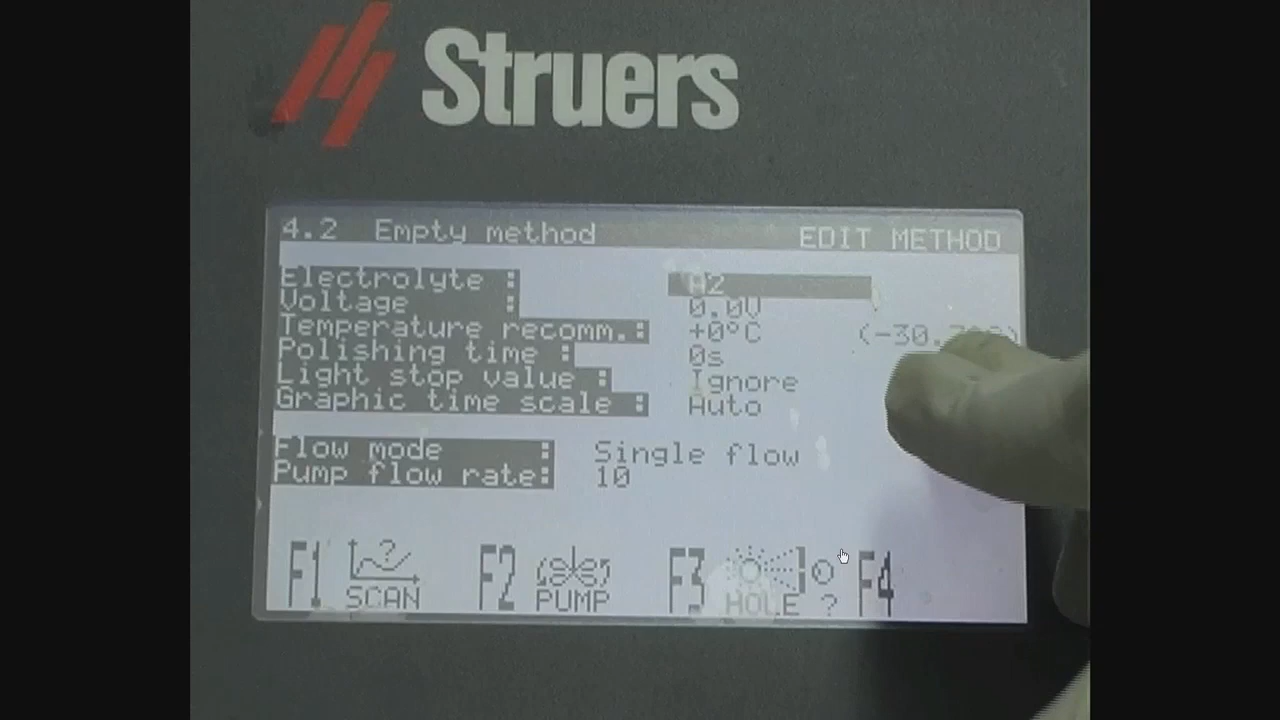 Struers
4.2 Empty method EDIT METHOD
Electrolyte : A2
Voltage : 0.0V
Temperature recomm.: +0°C
Polishing time : 0s
Light stop value : Ignore
Graphic time scale : Auto
Flow mode : Single flow
Pump flow rate: 10
F1 SCAN F2 PUMP F3 HOLE ? F4